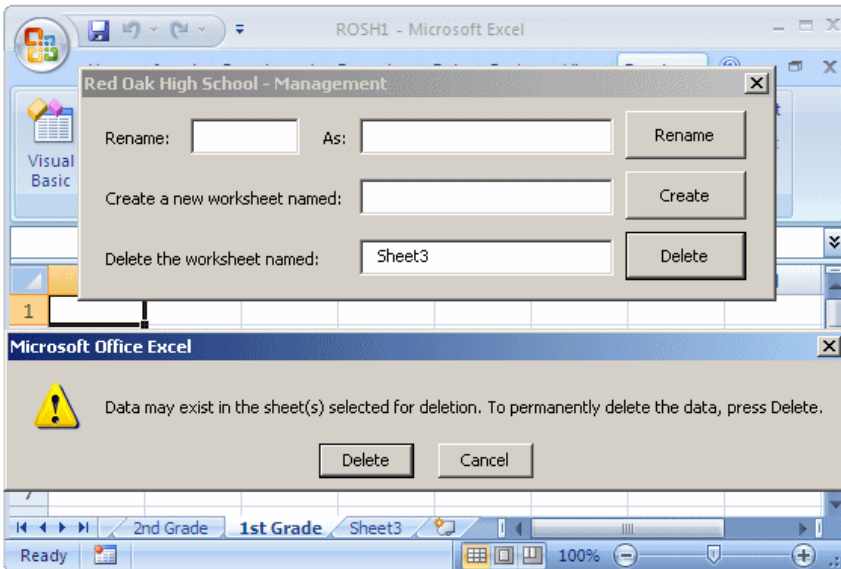 ROSH1 - Microsoft Excel
Red Oak High School - Management
Rename:
As:
Rename
Visual
Basic
Create a new worksheet named:
Create
Delete the worksheet named:
Sheet3
Delete
1
Microsoft Office Excel
Data may exist in the sheet(s) selected for deletion. To permanently delete the data, press Delete.
Delete
Cancel
2nd Grade
1st Grade
Sheet3
Ready
100%